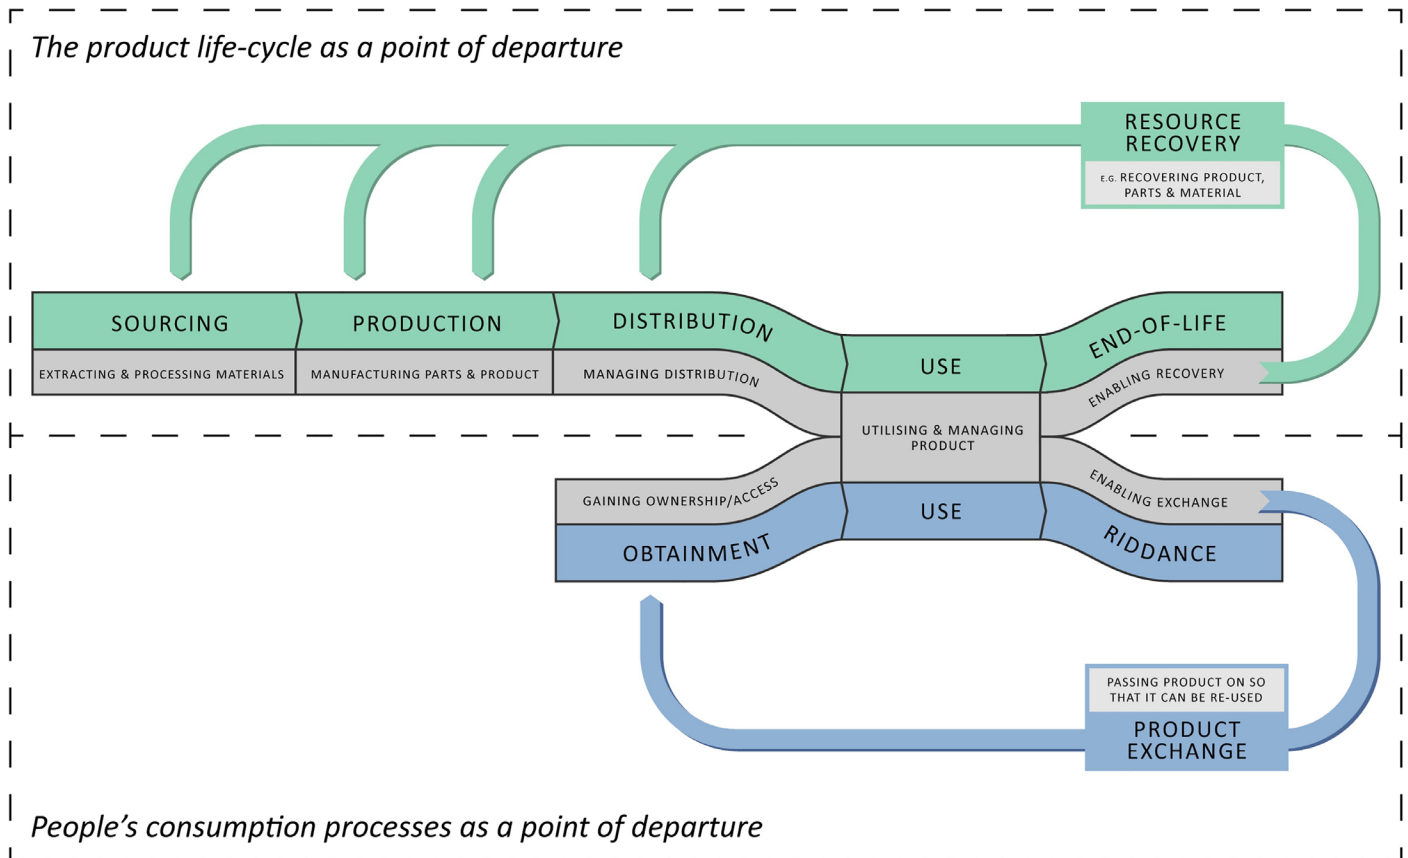 The product life-cycle as a point of departure
RESOURCE
RECOVERY
E.G. RECOVERING PRODUCT,
PARTS & MATERIAL
SOURCING
PRODUCTION
DISTRIBUTION
USE
END-OF-LIFE
EXTRACTING & PROCESSING MATERIALS
MANUFACTURING PARTS & PRODUCT
MANAGING DISTRIBUTION
ENABLING RECOVERY
UTILISING & MANAGING
PRODUCT
GAINING OWNERSHIP/ACCESS
ENABLING EXCHANGE
OBTAINMENT
USE
RIDDANCE
PASSING PRODUCT ON SO
THAT IT CAN BE RE-USED
PRODUCT
EXCHANGE
People’s consumption processes as a point of departure